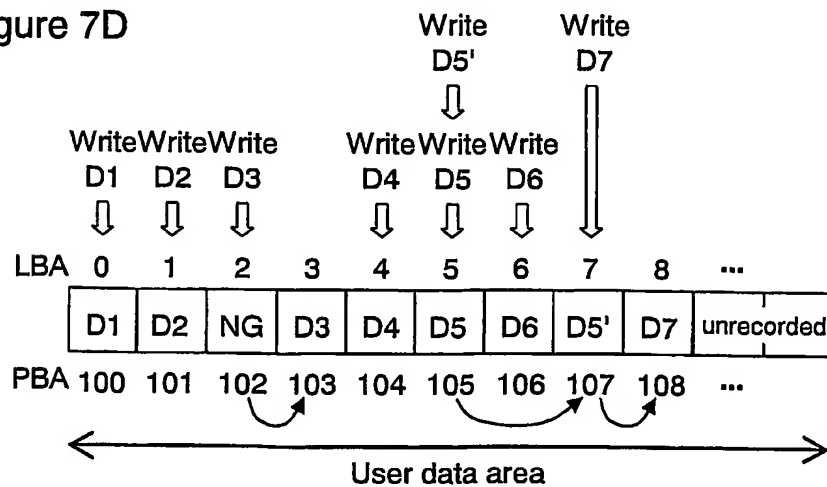 gure 7D
Write Write
D5' D7
Write Write Write Write Write Write
D1 D2 D3 D4 D5 D6
LBA 0 1 2 3 4 5 6 7 8 ...
D1 D2 NG D3 D4 D5 D6 D5' D7 unrecorded
PBA 100 101 102 103 104 105 106 107 108 ...
User data area